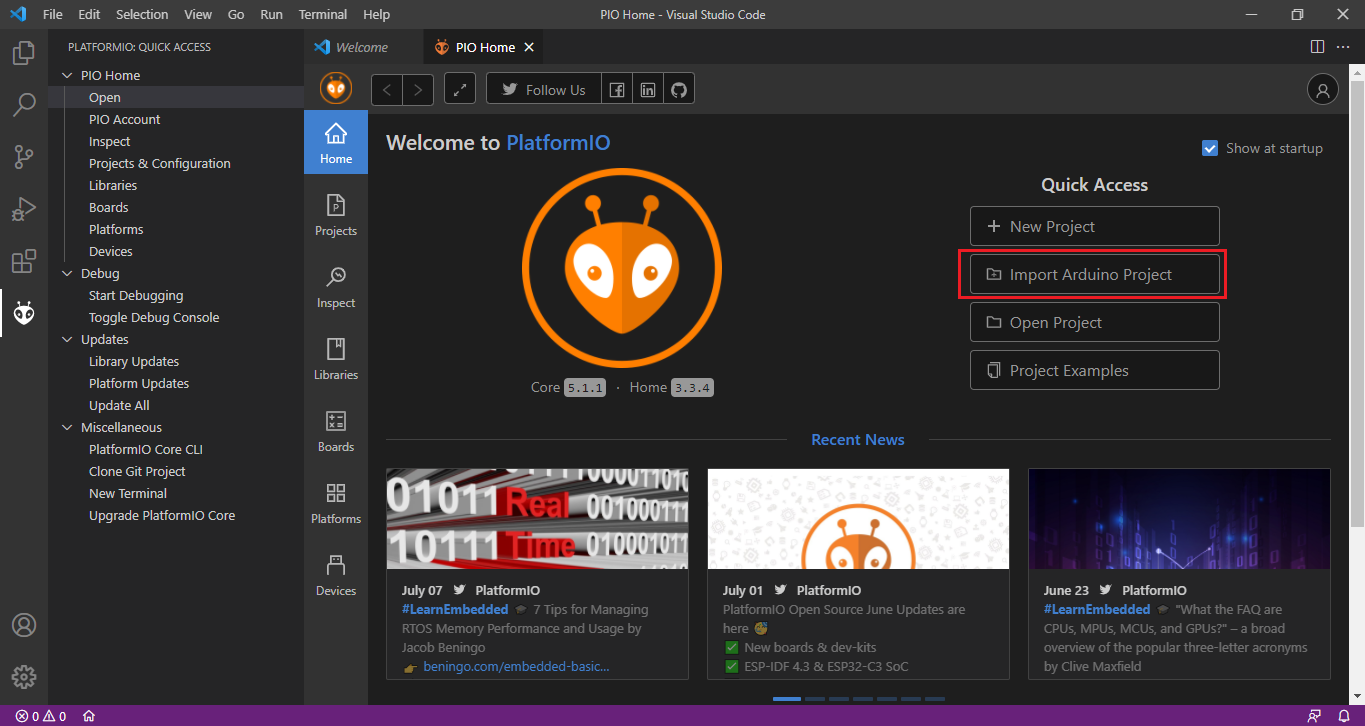 File Edit Selection View Go Run Terminal Help
PIO Home - Visual Studio Code
PLATFORMIO: QUICK ACCESS
PIO Home
Open
PIO Account
Inspect
Projects & Configuration
Libraries
Boards
Platforms
Devices
Debug
Start Debugging
Toggle Debug Console
Updates
Library Updates
Platform Updates
Update All
Miscellaneous
PlatformIO Core CLI
Clone Git Project
New Terminal
Upgrade PlatformIO Core
Welcome
PIO Home
Follow Us
Home
Projects
Inspect
Libraries
Boards
Platforms
Devices
Welcome to PlatformIO
Show at startup
Core 5.1.1 · Home 3.3.4
Quick Access
New Project
Import Arduino Project
Open Project
Project Examples
Recent News
Real
Time
July 07 PlatformIO
#LearnEmbedded 7 Tips for Managing
RTOS Memory Performance and Usage by
Jacob Beningo
beningo.com/embedded-basic...
July 01 PlatformIO
PlatformIO Open Source June Updates are
here
New boards & dev-kits
ESP-IDF 4.3 & ESP32-C3 SoC
June 23 PlatformIO
#LearnEmbedded "What the FAQ are
CPUs, MPUs, MCUs, and GPUs?" – a broad
overview of the popular three-letter acronyms
by Clive Maxfield
0 0